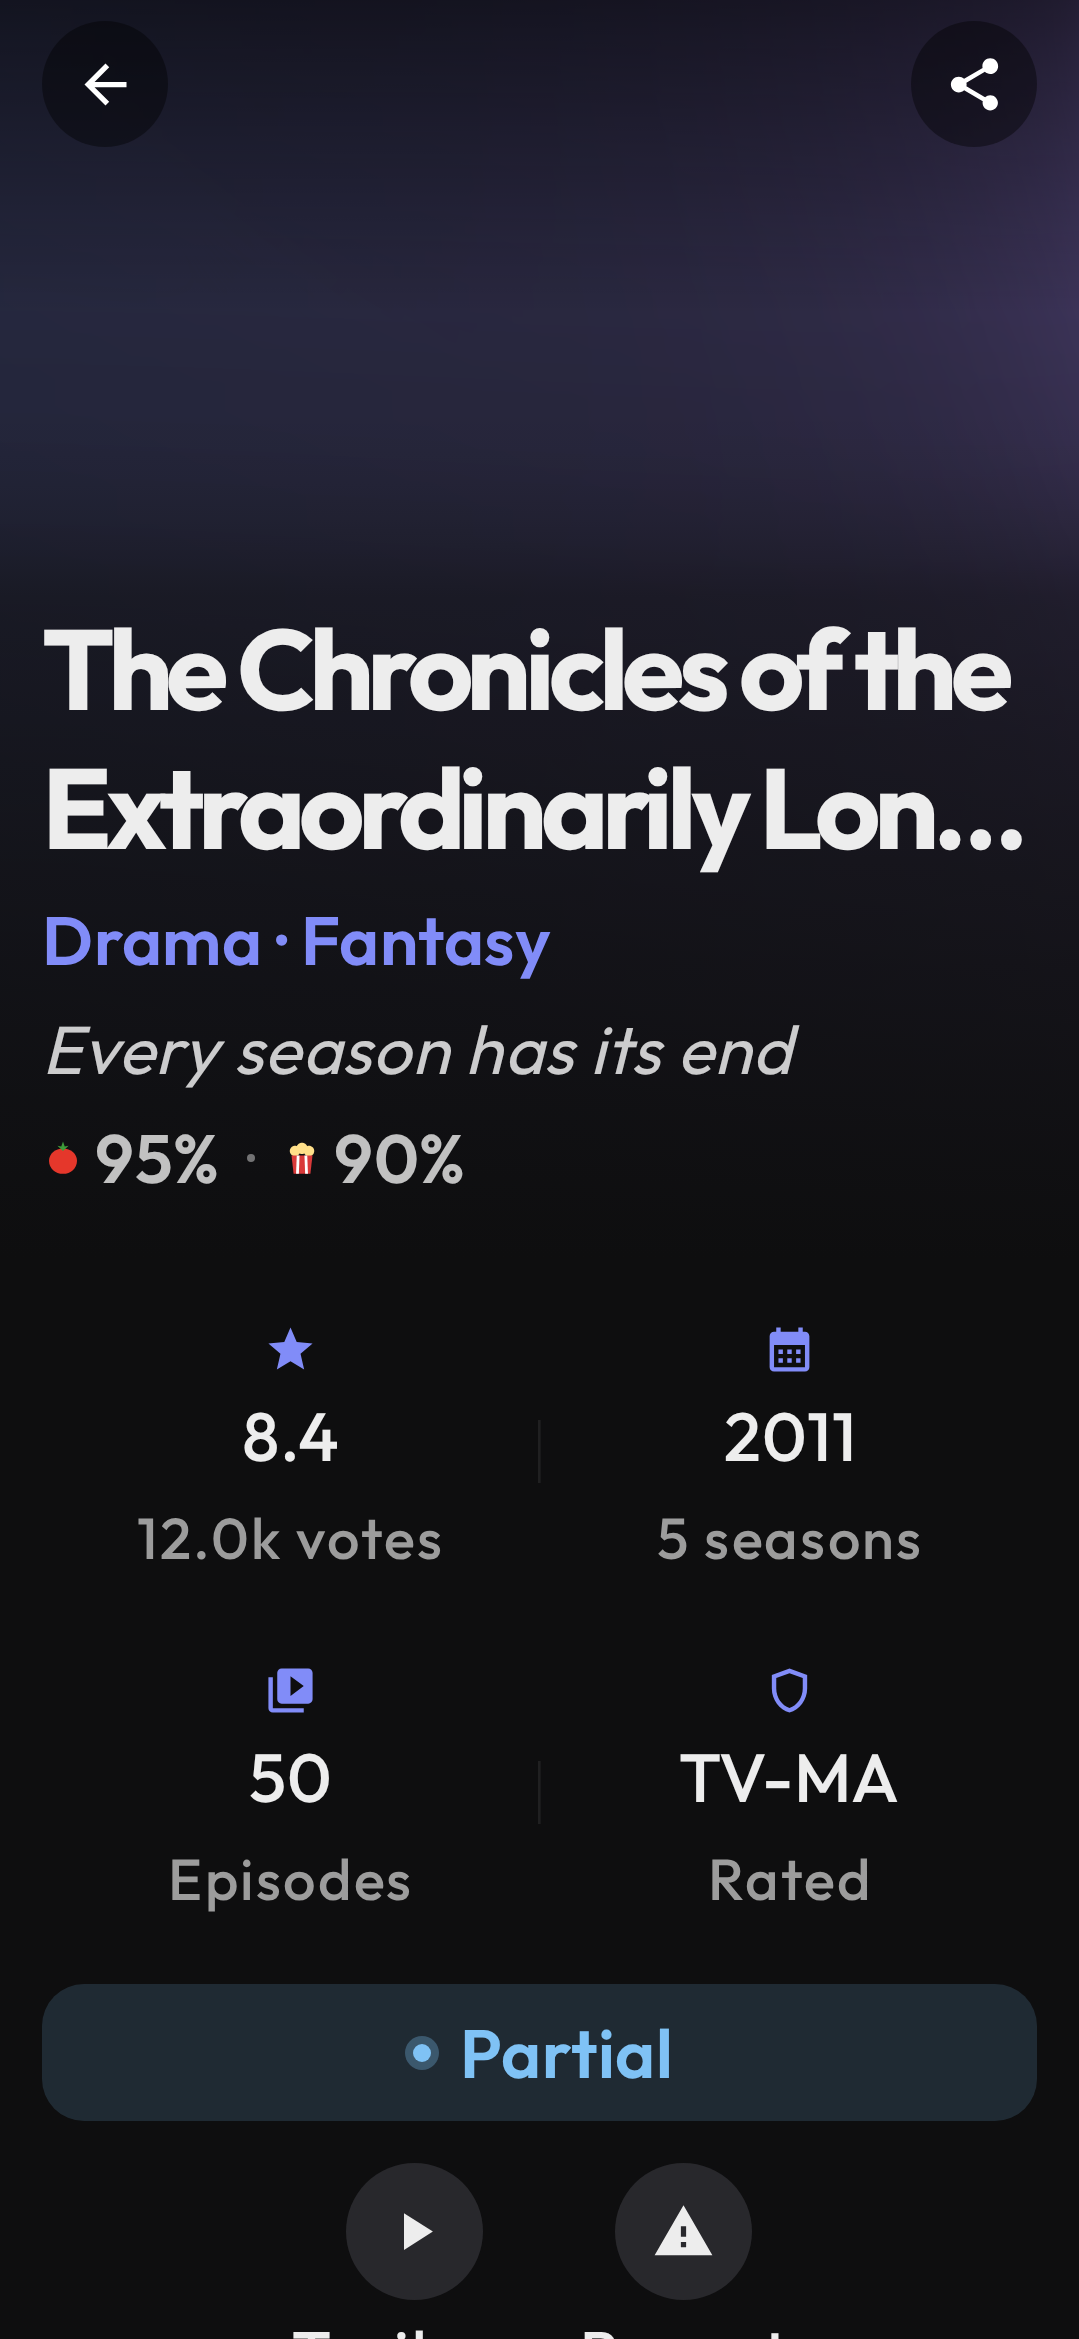 The Chronicles of the
Extraordinarily Lon...
Drama · Fantasy
Every season has its end
95% · 90%
8.4
12.0k votes
2011
5 seasons
50
Episodes
TV-MA
Rated
Partial